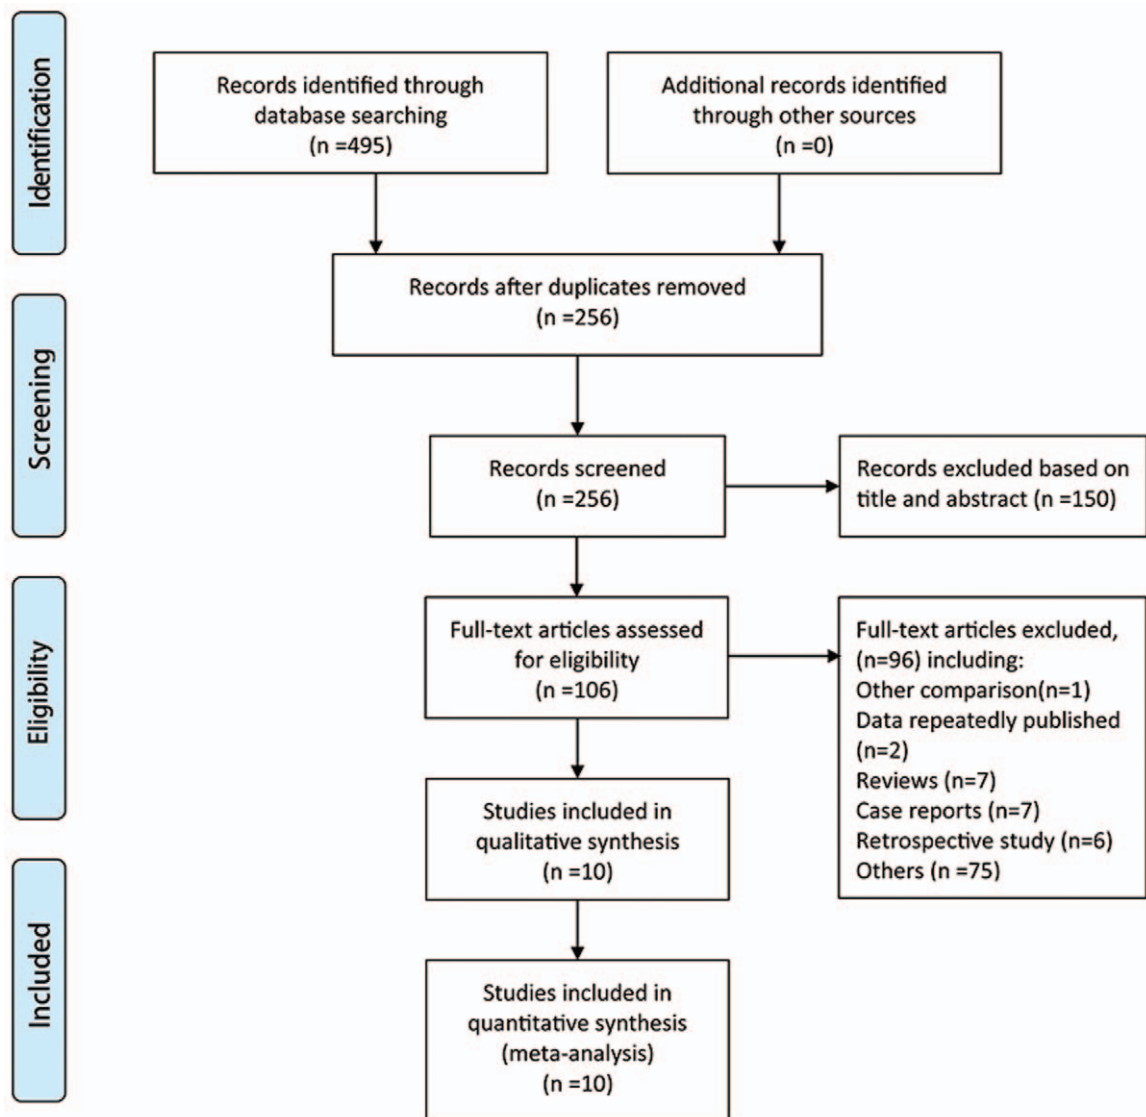 Identification
Records identified through
database searching
(n =495)
Additional records identified
through other sources
(n =0)
Records after duplicates removed
(n =256)
Screening
Records screened
(n =256)
Records excluded based on
title and abstract (n =150)
Eligibility
Full-text articles assessed
for eligibility
(n =106)
Full-text articles excluded,
(n=96) including:
Other comparison(n=1)
Data repeatedly published
(n=2)
Reviews (n=7)
Case reports (n=7)
Retrospective study (n=6)
Others (n =75)
Studies included in
qualitative synthesis
(n =10)
Included
Studies included in
quantitative synthesis
(meta-analysis)
(n =10)